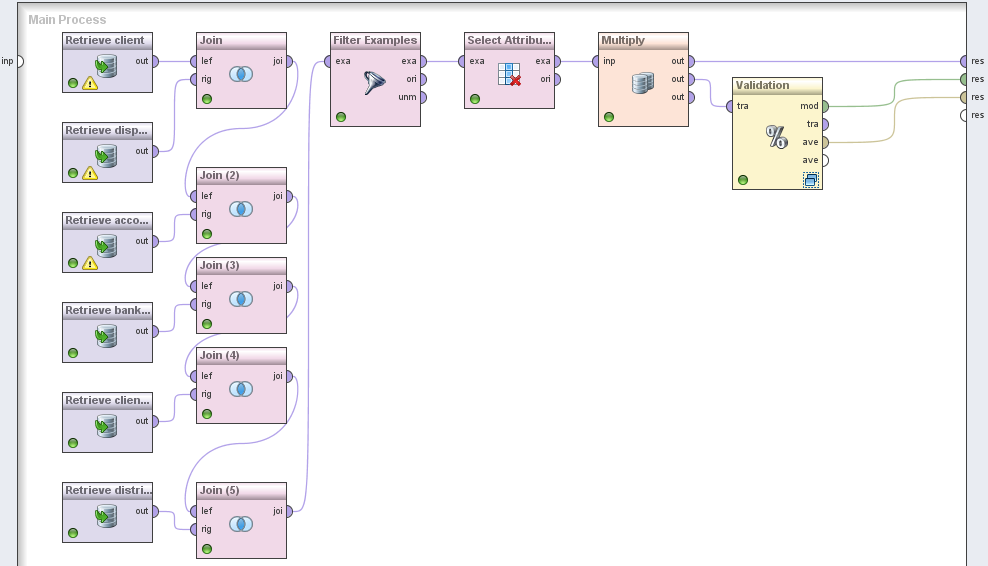 Main Process
inp
Retrieve client
out
Join
lef
joi
rig
Filter Examples
exa
exa
ori
unm
Select Attribu...
exa
exa
ori
Multiply
inp
out
out
out
Validation
tra
mod
tra
ave
ave
res
res
res
res
Retrieve disp...
out
Join (2)
lef
joi
rig
Retrieve acco...
out
Join (3)
lef
joi
rig
Retrieve bank...
out
Join (4)
lef
joi
rig
Retrieve clien...
out
Retrieve distri...
out
Join (5)
lef
joi
rig